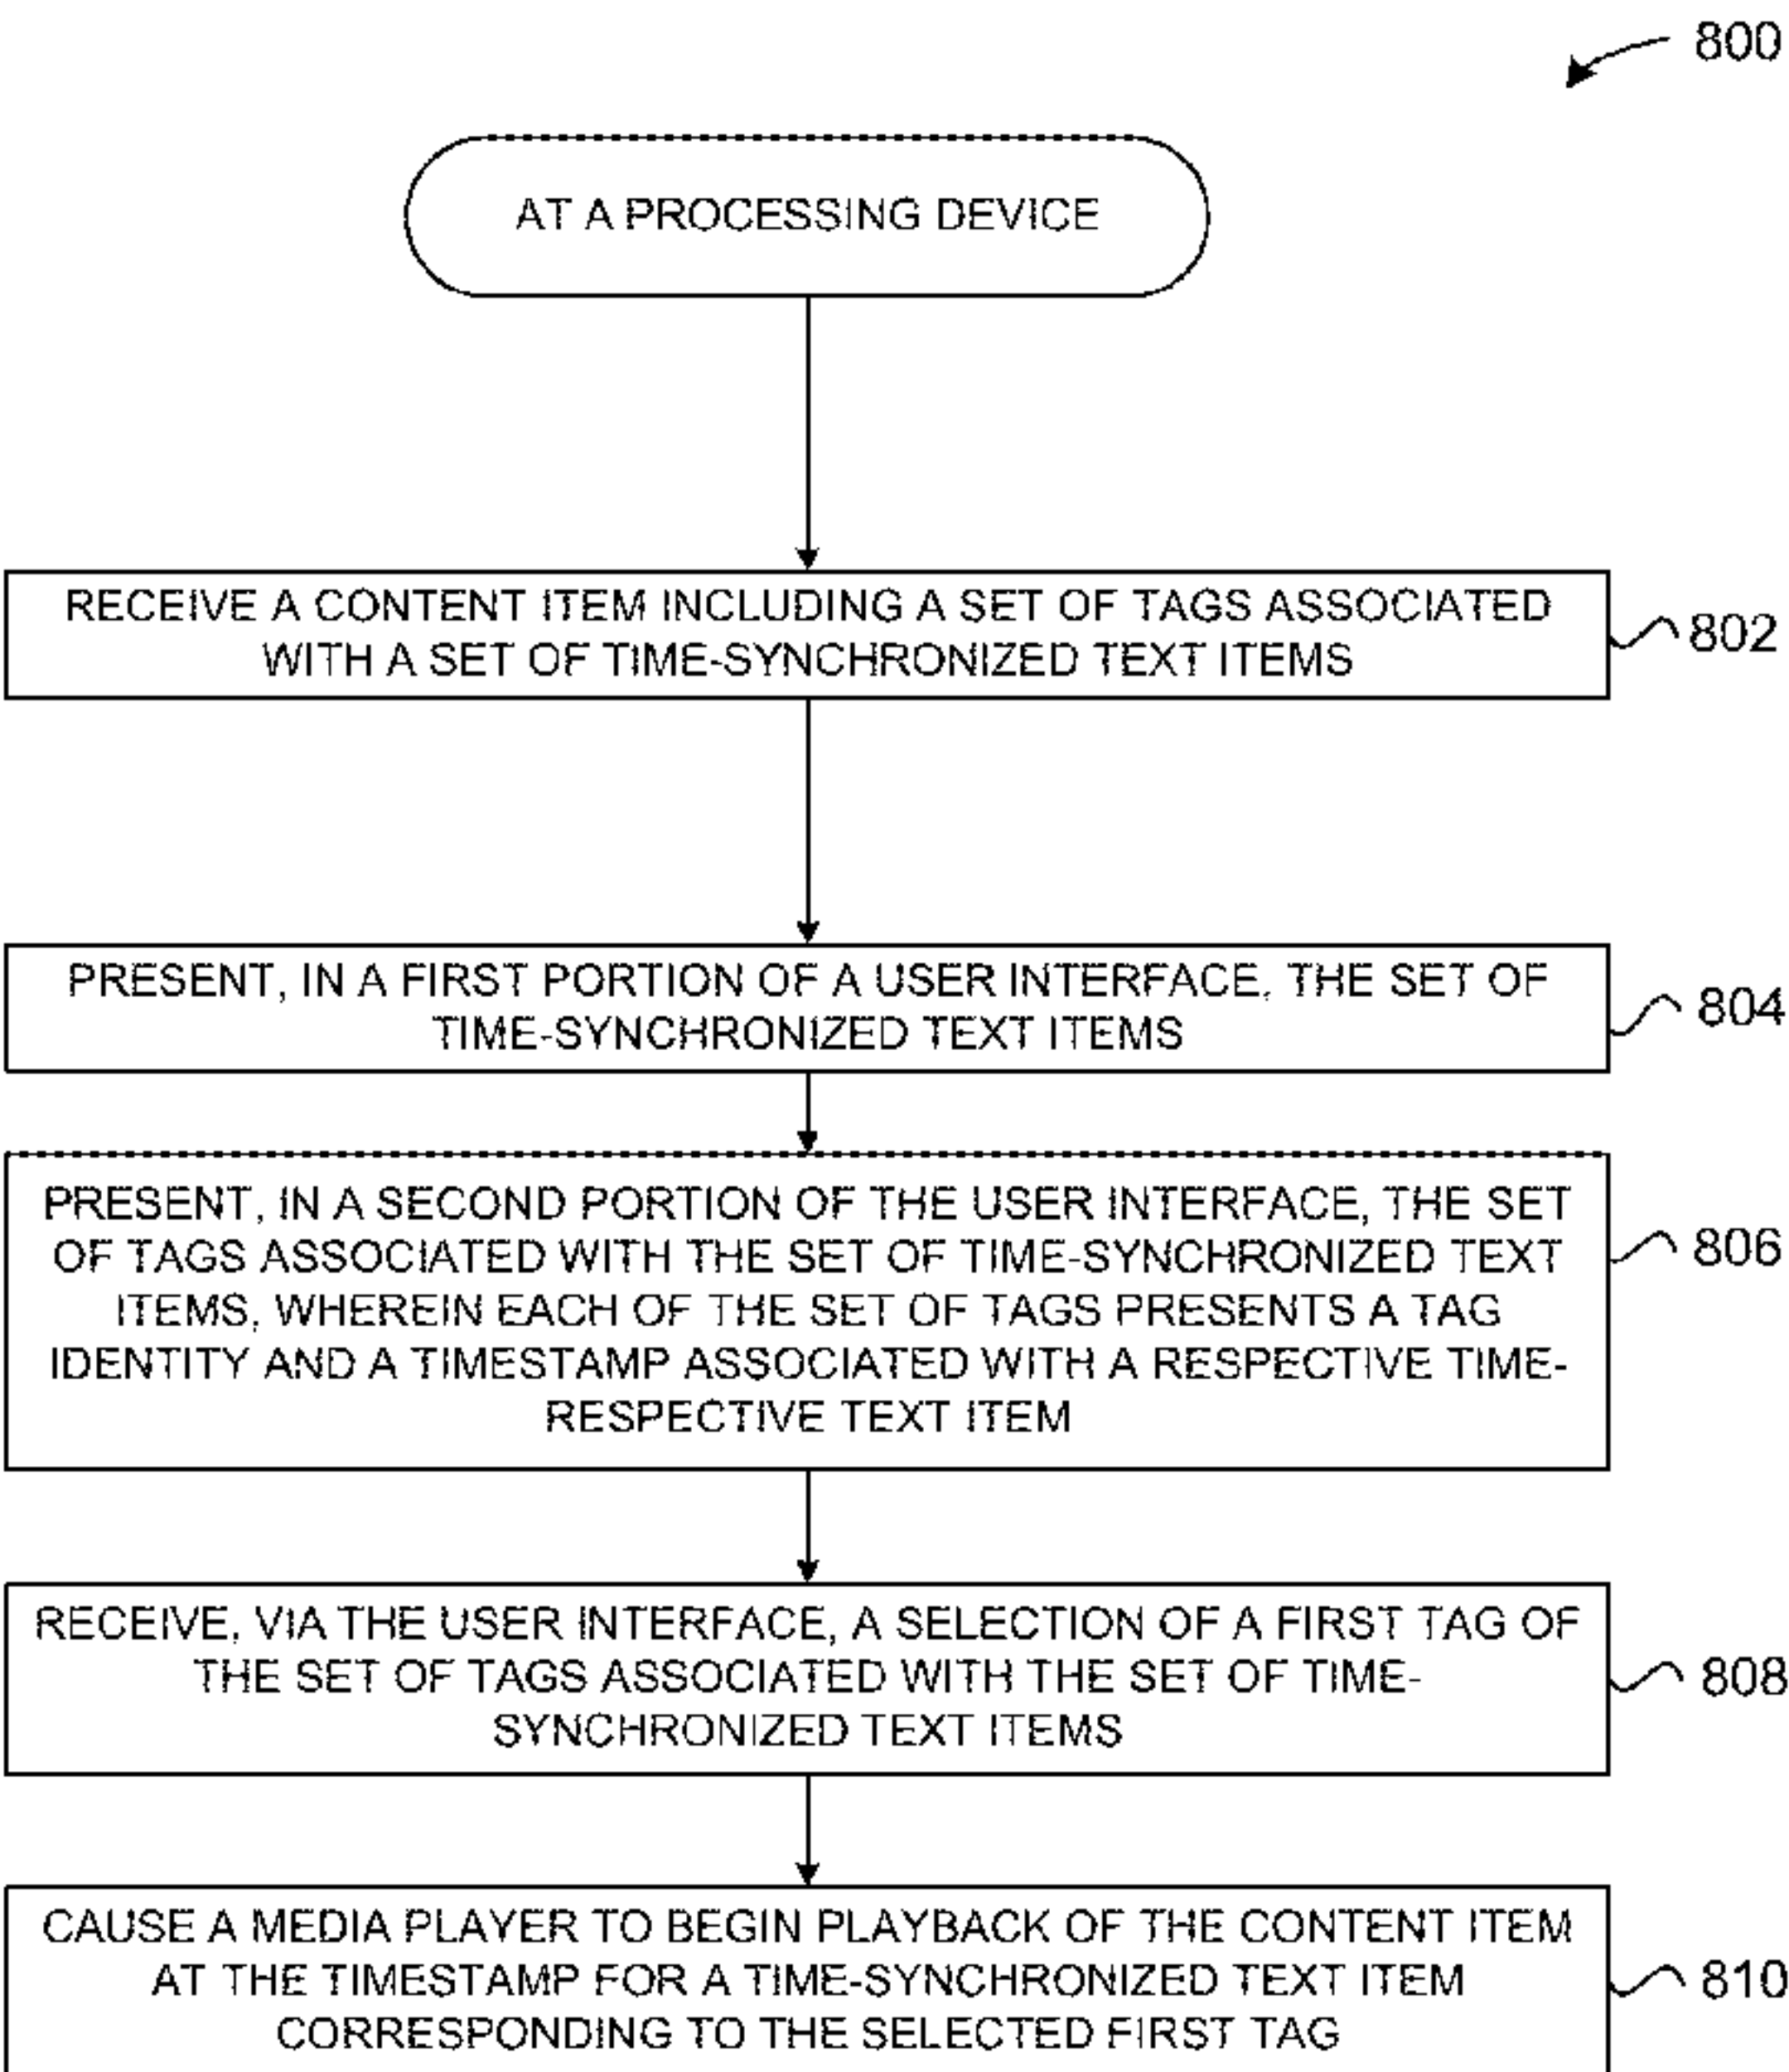 800
AT A PROCESSING DEVICE
RECEIVE A CONTENT ITEM INCLUDING A SET OF TAGS ASSOCIATED
WITH A SET OF TIME-SYNCHRONIZED TEXT ITEMS
802
PRESENT, IN A FIRST PORTION OF A USER INTERFACE, THE SET OF
TIME-SYNCHRONIZED TEXT ITEMS
804
PRESENT, IN A SECOND PORTION OF THE USER INTERFACE, THE SET
OF TAGS ASSOCIATED WITH THE SET OF TIME-SYNCHRONIZED TEXT
ITEMS, WHEREIN EACH OF THE SET OF TAGS PRESENTS A TAG
IDENTITY AND A TIMESTAMP ASSOCIATED WITH A RESPECTIVE TIME-
RESPECTIVE TEXT ITEM
806
RECEIVE, VIA THE USER INTERFACE, A SELECTION OF A FIRST TAG OF
THE SET OF TAGS ASSOCIATED WITH THE SET OF TIME-
SYNCHRONIZED TEXT ITEMS
808
CAUSE A MEDIA PLAYER TO BEGIN PLAYBACK OF THE CONTENT ITEM
AT THE TIMESTAMP FOR A TIME-SYNCHRONIZED TEXT ITEM
CORRESPONDING TO THE SELECTED FIRST TAG
810